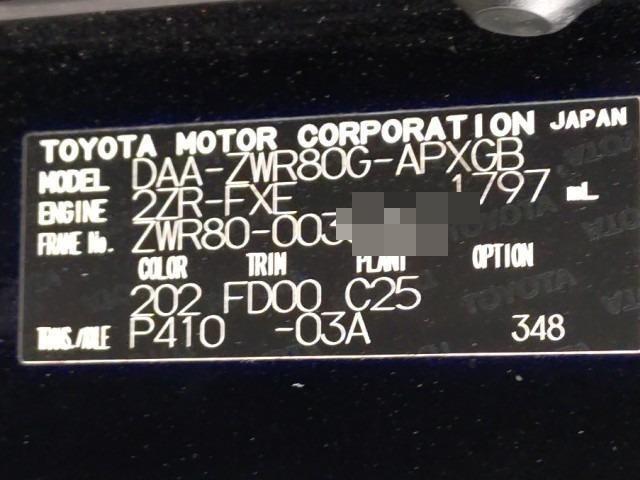 TOYOTA MOTOR CORPORATION JAPAN
MODEL DAA-ZWR80G-APXGB
ENGINE 2ZR-FXE 1797 mL
FRAME No. ZWR80-003
COLOR TRIM PLANT OPTION
202 FD00 C25
TRANS./AXLE P410 -03A 348